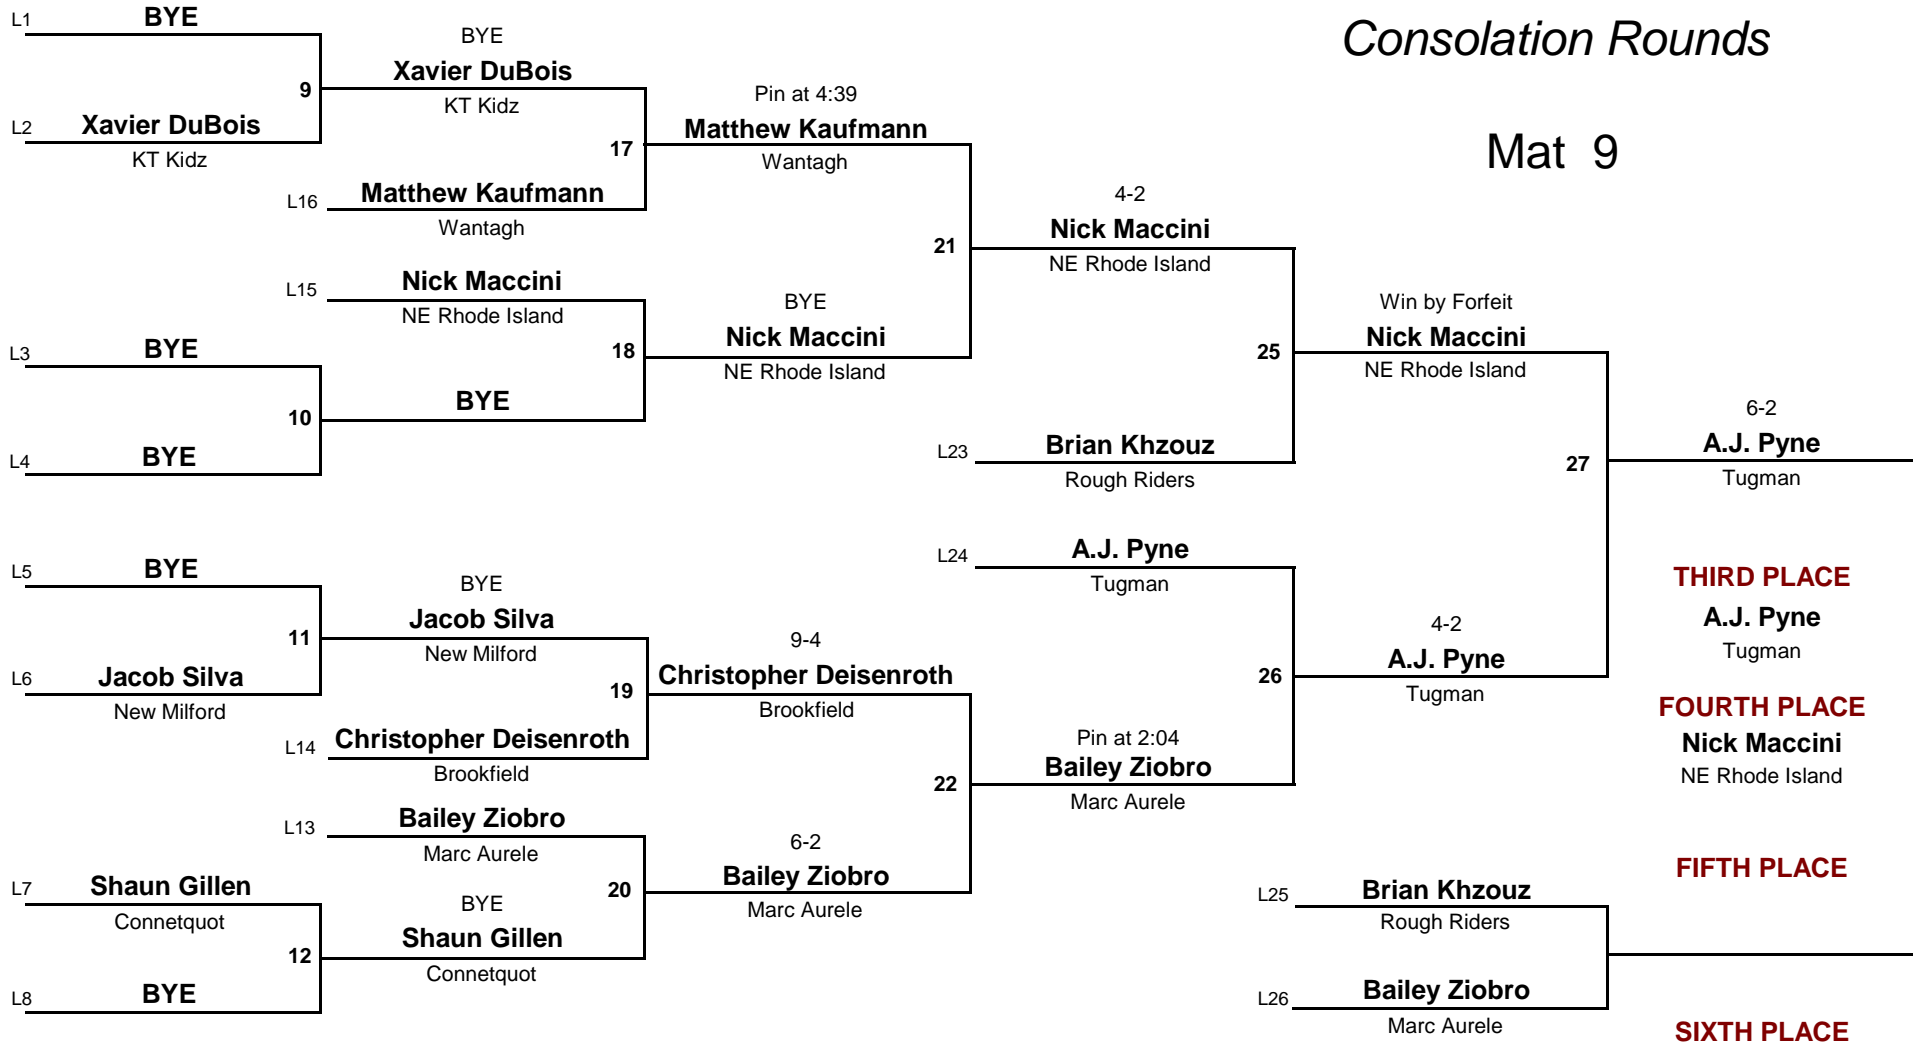 Consolation Rounds
Mat 9
L1 BYE
L2 Xavier DuBois
KT Kidz
9
L3 BYE
L4 BYE
10
L5 BYE
L6 Jacob Silva
New Milford
11
L7 Shaun Gillen
Connetquot
L8 BYE
12
BYE
Xavier DuBois
KT Kidz
L16 Matthew Kaufmann
Wantagh
17
L15 Nick Maccini
NE Rhode Island
BYE
18
BYE
Jacob Silva
New Milford
L14 Christopher Deisenroth
Brookfield
19
L13 Bailey Ziobro
Marc Aurele
BYE
Shaun Gillen
Connetquot
20
Pin at 4:39
Matthew Kaufmann
Wantagh
BYE
Nick Maccini
NE Rhode Island
21
9-4
Christopher Deisenroth
Brookfield
6-2
Bailey Ziobro
Marc Aurele
22
4-2
Nick Maccini
NE Rhode Island
L23 Brian Khzouz
Rough Riders
25
L24 A.J. Pyne
Tugman
Pin at 2:04
Bailey Ziobro
Marc Aurele
26
Win by Forfeit
Nick Maccini
NE Rhode Island
4-2
A.J. Pyne
Tugman
27
6-2
A.J. Pyne
Tugman
THIRD PLACE
A.J. Pyne
Tugman
FOURTH PLACE
Nick Maccini
NE Rhode Island
L25 Brian Khzouz
Rough Riders
L26 Bailey Ziobro
Marc Aurele
FIFTH PLACE
SIXTH PLACE